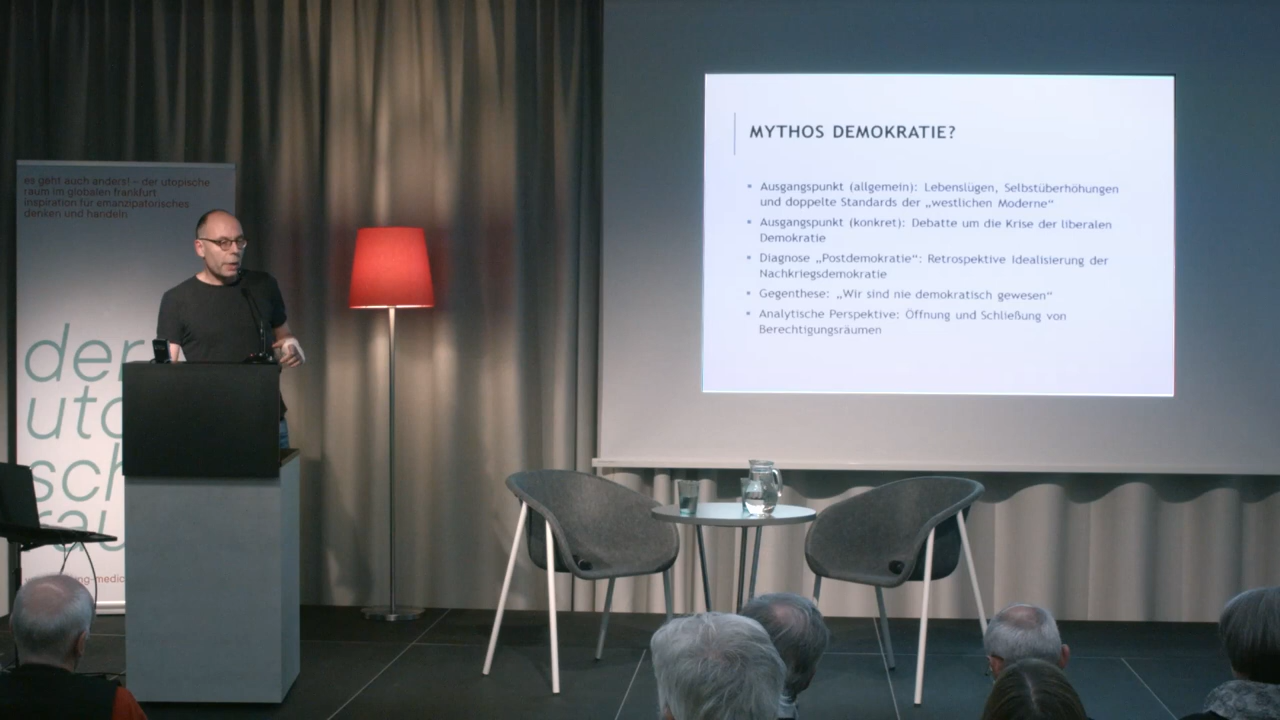 es geht auch anders! – der utopische
raum im globalen frankfurt
inspiration für emanzipatorisches
denken und handeln
der
uto
sch
rau
ng-medic
MYTHOS DEMOKRATIE?
• Ausgangspunkt (allgemein): Lebenslügen, Selbstüberhöhungen
und doppelte Standards der „westlichen Moderne“
• Ausgangspunkt (konkret): Debatte um die Krise der liberalen
Demokratie
• Diagnose „Postdemokratie“: Retrospektive Idealisierung der
Nachkriegsdemokratie
• Gegenthese: „Wir sind nie demokratisch gewesen“
• Analytische Perspektive: Öffnung und Schließung von
Berechtigungsräumen